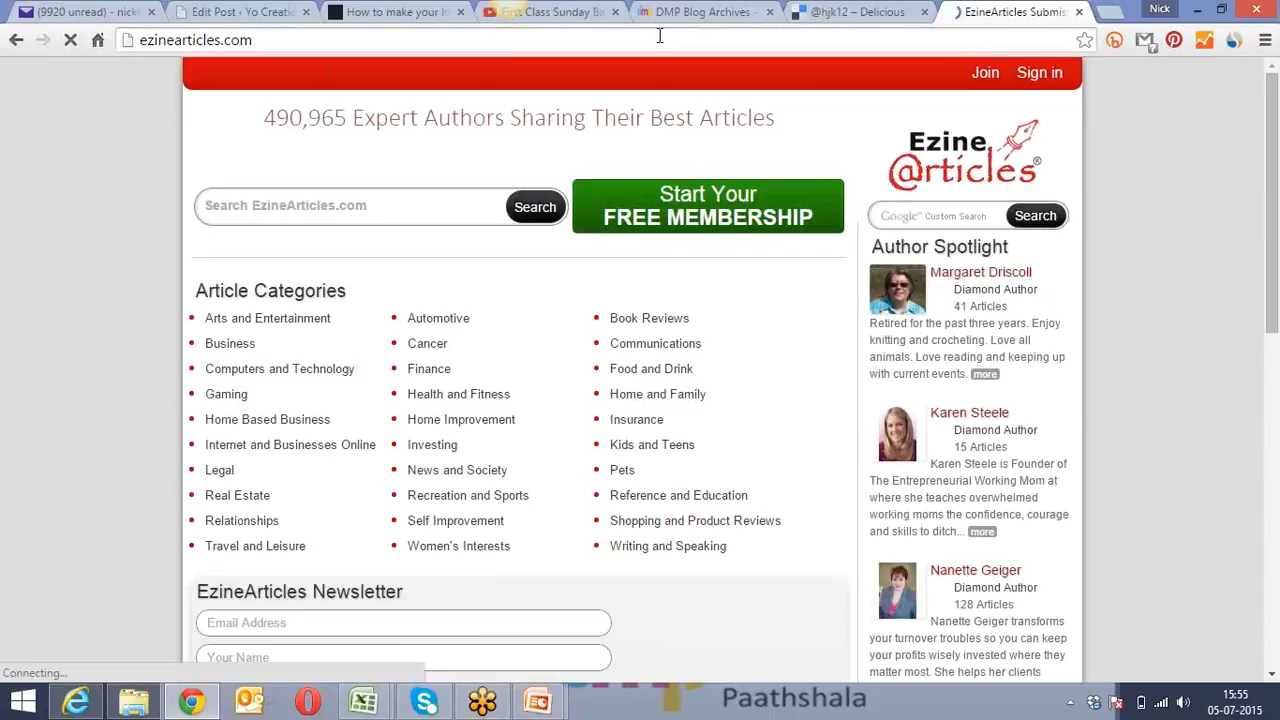 (9920 unread) - nickl
Edit Post ‹ Yo Creativ
How to make your In
First Class Sunday Ba
DMP Blog Archives -
@hjk12 – Delicious
EzineArticles Submis
Nick
ezinearticles.com
Join Sign in
490,965 Expert Authors Sharing Their Best Articles
Ezine
@rticles®
Search EzineArticles.com
Search
Start Your
FREE MEMBERSHIP
Google™ Custom Search
Search
Article Categories
Arts and Entertainment Automotive Book Reviews
Business Cancer Communications
Computers and Technology Finance Food and Drink
Gaming Health and Fitness Home and Family
Home Based Business Home Improvement Insurance
Internet and Businesses Online Investing Kids and Teens
Legal News and Society Pets
Real Estate Recreation and Sports Reference and Education
Relationships Self Improvement Shopping and Product Reviews
Travel and Leisure Women's Interests Writing and Speaking
EzineArticles Newsletter
Email Address
Your Name
Author Spotlight
Margaret Driscoll
Diamond Author
41 Articles
Retired for the past three years. Enjoy
knitting and crocheting. Love all
animals. Love reading and keeping up
with current events. more
Karen Steele
Diamond Author
15 Articles
Karen Steele is Founder of
The Entrepreneurial Working Mom at
where she teaches overwhelmed
working moms the confidence, courage
and skills to ditch... more
Nanette Geiger
Diamond Author
128 Articles
Nanette Geiger transforms
your turnover troubles so you can keep
your profits wisely invested where they
matter most. She helps her clients
Connecting...
Paathshala
15:55
05-07-2015